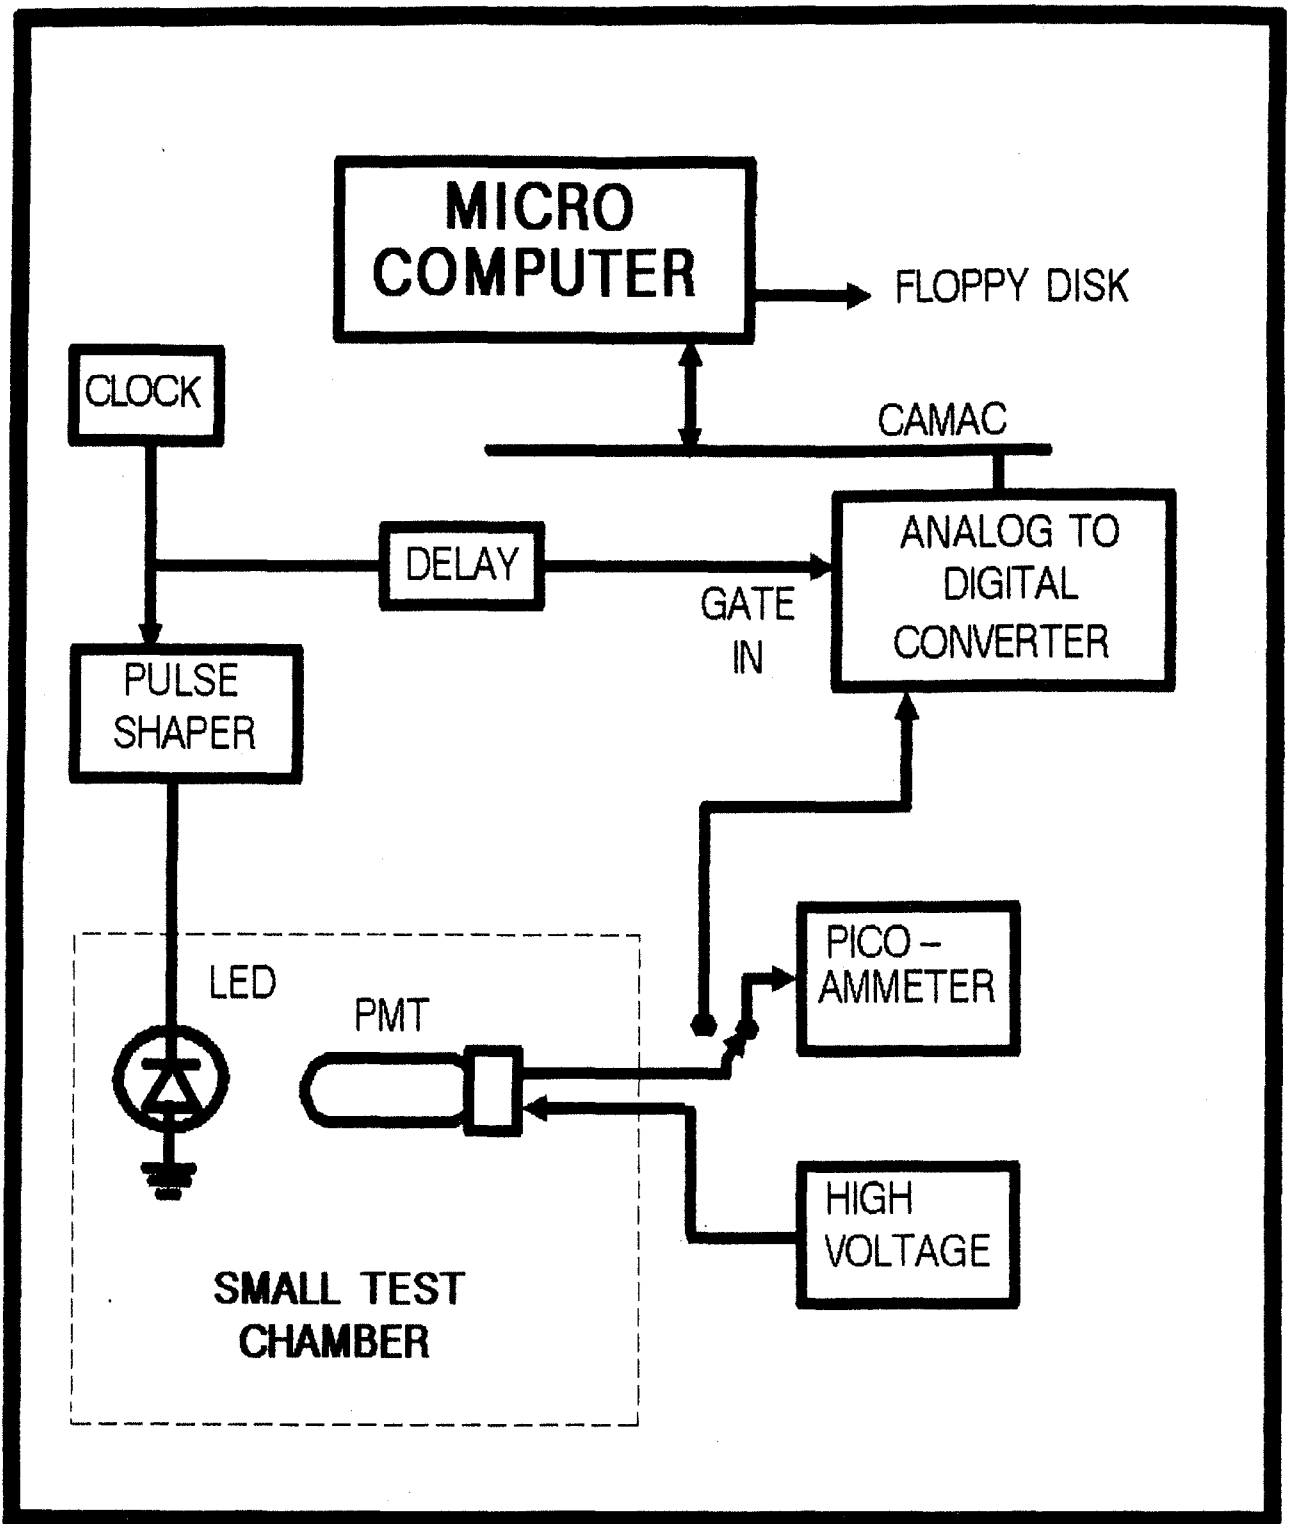 MICRO
COMPUTER
FLOPPY DISK
CLOCK
CAMAC
ANALOG TO
DIGITAL
CONVERTER
DELAY
GATE
IN
PULSE
SHAPER
PICO –
AMMETER
LED
PMT
HIGH
VOLTAGE
SMALL TEST
CHAMBER